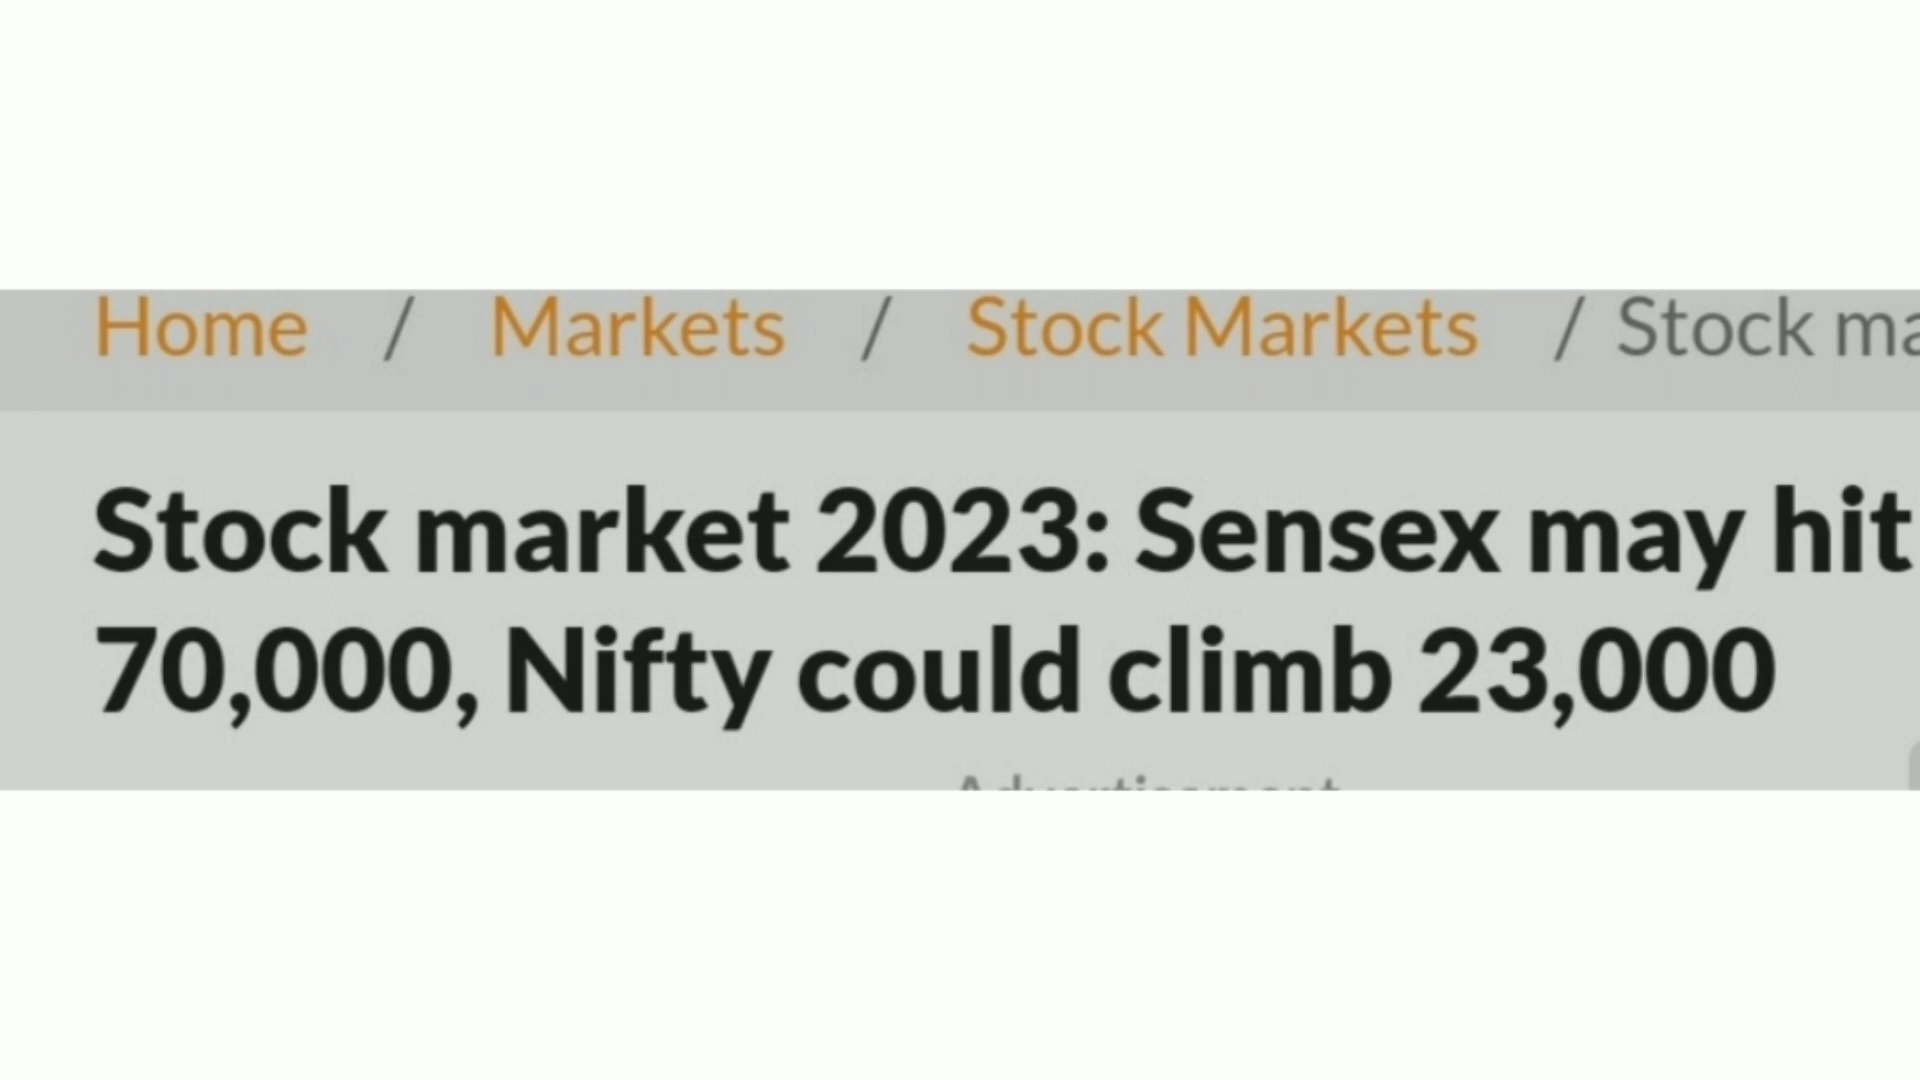 Home / Markets / Stock Markets / Stock ma
Stock market 2023: Sensex may hit
70,000, Nifty could climb 23,000
Advertisement